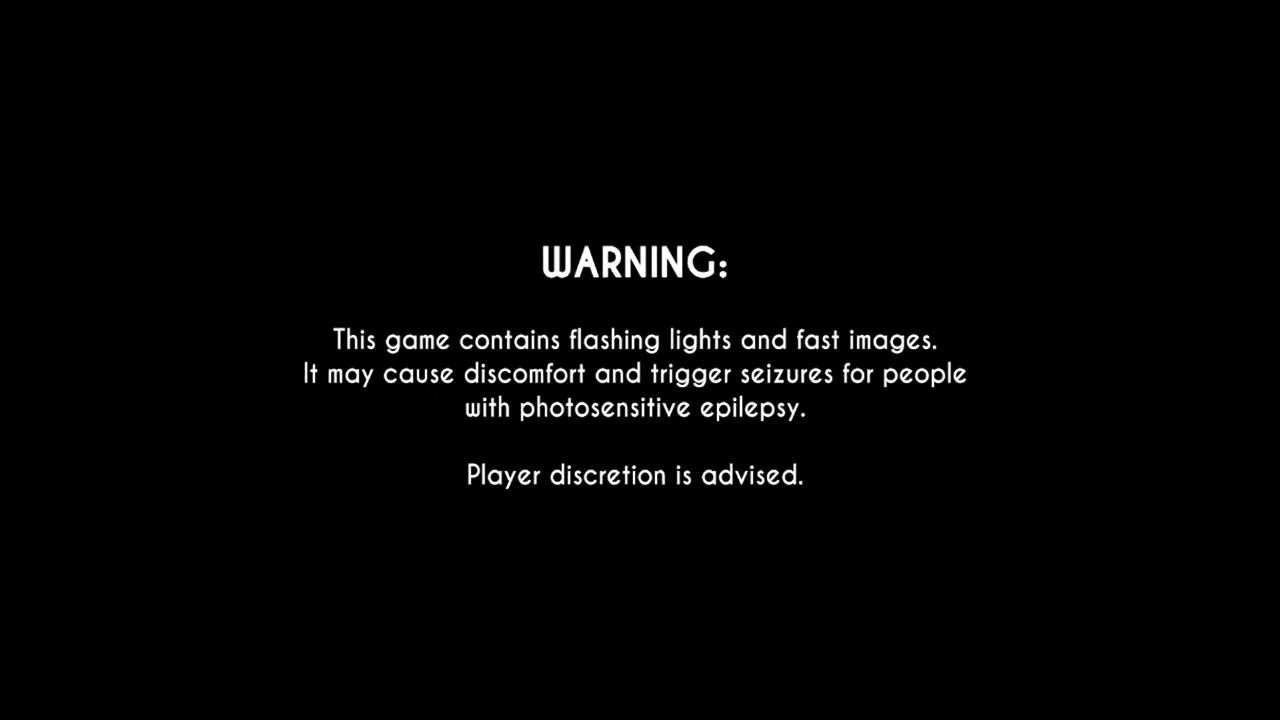 WARNING:
This game contains flashing lights and fast images.
It may cause discomfort and trigger seizures for people
with photosensitive epilepsy.
Player discretion is advised.